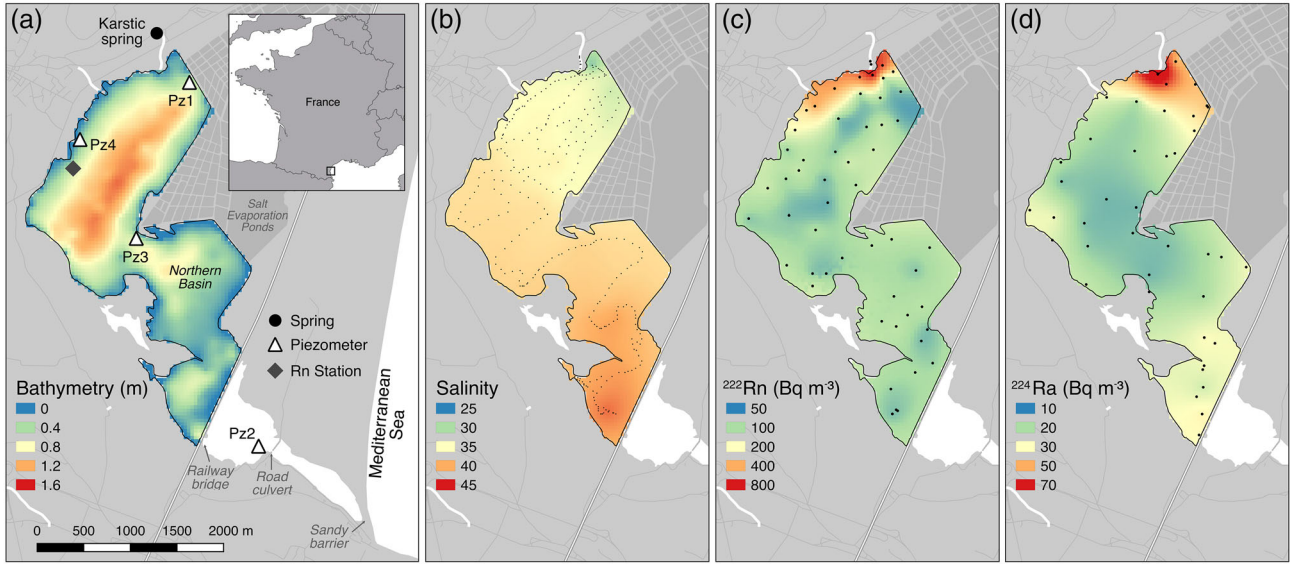 (a)
Karstic
spring
France
Pz1
Pz4
Salt
Evaporation
Ponds
Pz3
Northern
Basin
Spring
Piezometer
Rn Station
Bathymetry (m)
0
0.4
0.8
1.2
1.6
Pz2
Railway
bridge
Road
culvert
Mediterranean
Sea
Sandy
barrier
0 500 1000 1500 2000 m
(b)
Salinity
25
30
35
40
45
(c)
²²²Rn (Bq m⁻³)
50
100
200
400
800
(d)
²²⁴Ra (Bq m⁻³)
10
20
30
50
70